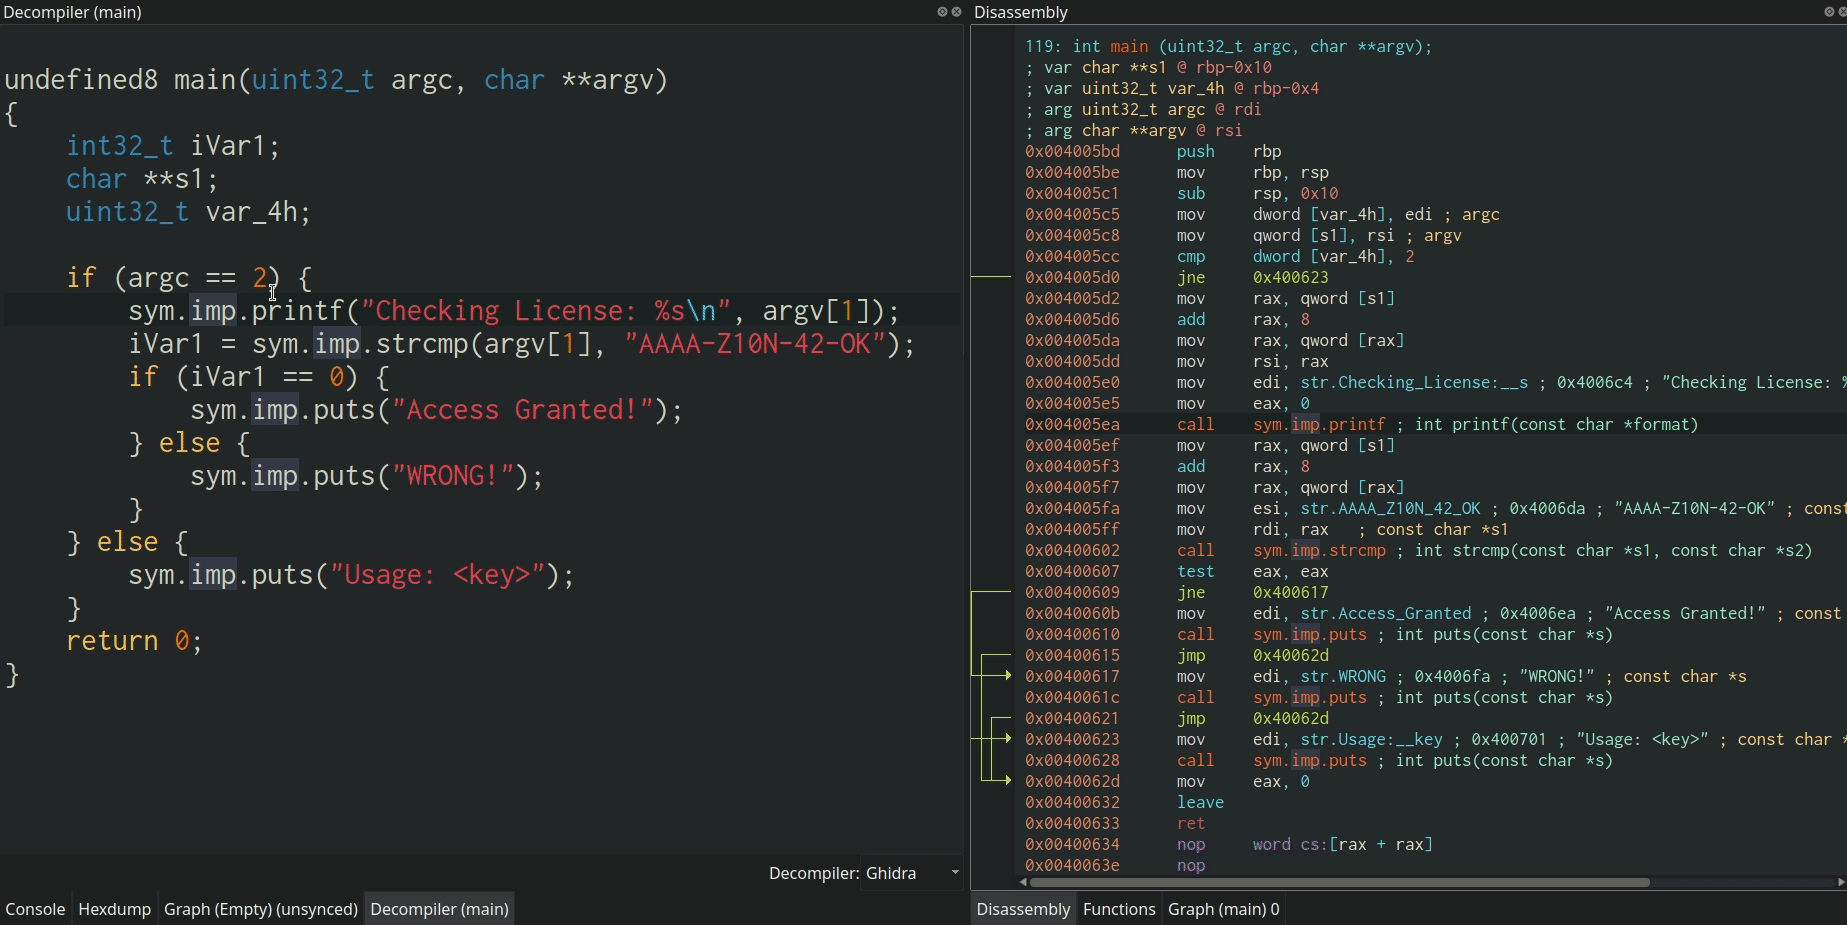 Decompiler (main)
undefined8 main(uint32_t argc, char **argv)
{
int32_t iVar1;
char **s1;
uint32_t var_4h;
if (argc == 2) {
sym.imp.printf("Checking License: %s\n", argv[1]);
iVar1 = sym.imp.strcmp(argv[1], "AAAA-Z10N-42-OK");
if (iVar1 == 0) {
sym.imp.puts("Access Granted!");
} else {
sym.imp.puts("WRONG!");
}
} else {
sym.imp.puts("Usage: <key>");
}
return 0;
}
Decompiler: Ghidra
Console Hexdump Graph (Empty) (unsynced) Decompiler (main)
Disassembly
119: int main (uint32_t argc, char **argv);
; var char **s1 @ rbp-0x10
; var uint32_t var_4h @ rbp-0x4
; arg uint32_t argc @ rdi
; arg char **argv @ rsi
0x004005bd push rbp
0x004005be mov rbp, rsp
0x004005c1 sub rsp, 0x10
0x004005c5 mov dword [var_4h], edi ; argc
0x004005c8 mov qword [s1], rsi ; argv
0x004005cc cmp dword [var_4h], 2
0x004005d0 jne 0x400623
0x004005d2 mov rax, qword [s1]
0x004005d6 add rax, 8
0x004005da mov rax, qword [rax]
0x004005dd mov rsi, rax
0x004005e0 mov edi, str.Checking_License:__s ; 0x4006c4 ; "Checking License: %
0x004005e5 mov eax, 0
0x004005ea call sym.imp.printf ; int printf(const char *format)
0x004005ef mov rax, qword [s1]
0x004005f3 add rax, 8
0x004005f7 mov rax, qword [rax]
0x004005fa mov esi, str.AAAA_Z10N_42_OK ; 0x4006da ; "AAAA-Z10N-42-OK" ; const
0x004005ff mov rdi, rax ; const char *s1
0x00400602 call sym.imp.strcmp ; int strcmp(const char *s1, const char *s2)
0x00400607 test eax, eax
0x00400609 jne 0x400617
0x0040060b mov edi, str.Access_Granted ; 0x4006ea ; "Access Granted!" ; const
0x00400610 call sym.imp.puts ; int puts(const char *s)
0x00400615 jmp 0x40062d
0x00400617 mov edi, str.WRONG ; 0x4006fa ; "WRONG!" ; const char *s
0x0040061c call sym.imp.puts ; int puts(const char *s)
0x00400621 jmp 0x40062d
0x00400623 mov edi, str.Usage:__key ; 0x400701 ; "Usage: <key>" ; const char *
0x00400628 call sym.imp.puts ; int puts(const char *s)
0x0040062d mov eax, 0
0x00400632 leave
0x00400633 ret
0x00400634 nop word cs:[rax + rax]
0x0040063e nop
Disassembly Functions Graph (main) 0